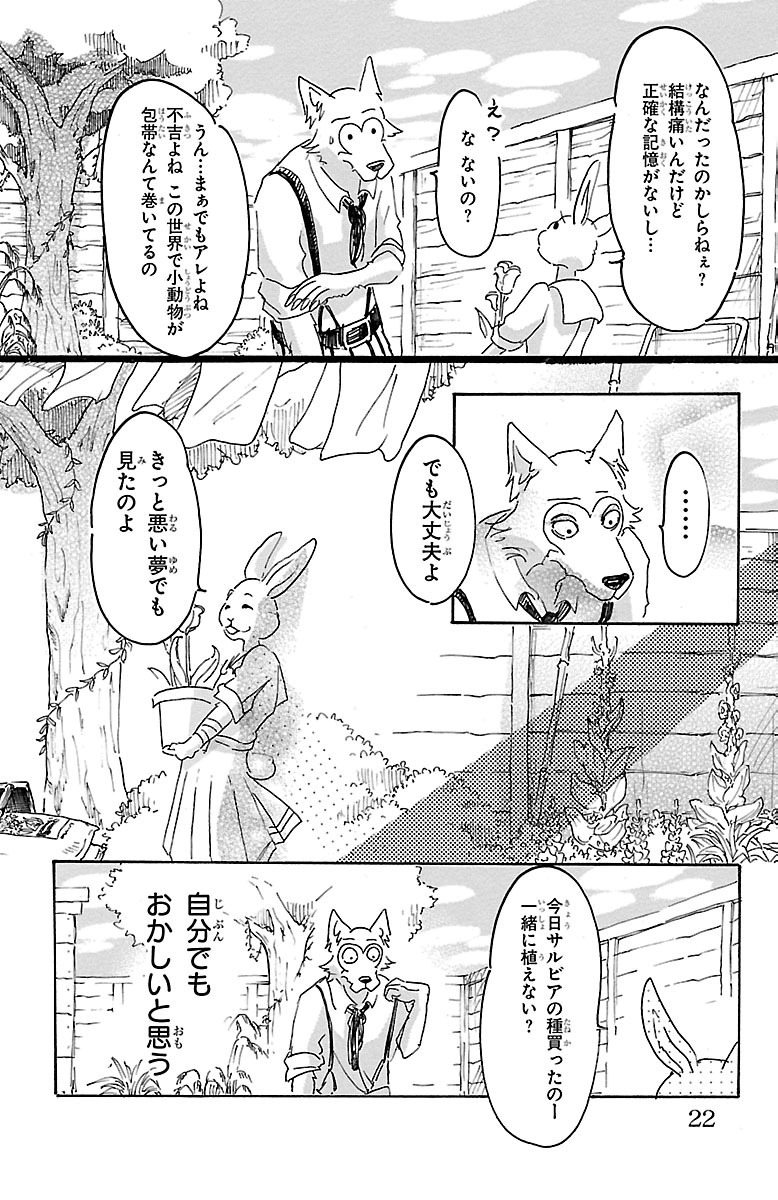 なんだったのかしらねぇ？
結構痛いんだけど
正確な記憶がないし…
え？
な ないの？
うん…まぁでもアレよね
不吉よね この世界で小動物が
包帯なんて巻いてるの
……
でも大丈夫よ
きっと悪い夢でも
見たのよ
今日サルビアの種買ったのー
一緒に植えない？
自分でも
おかしいと思う
22